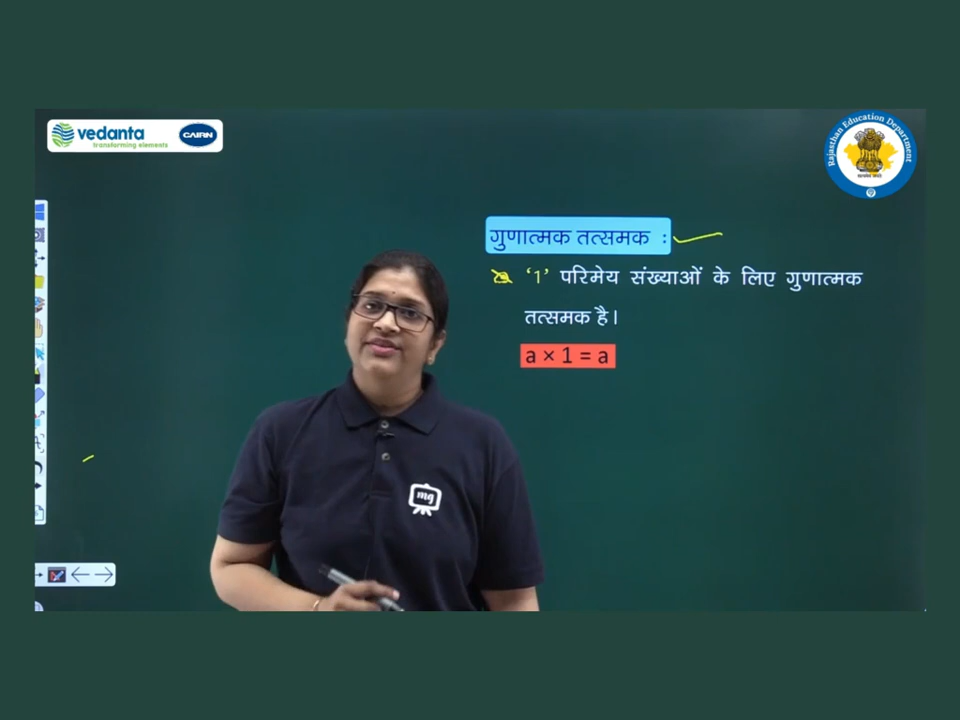 vedanta
transforming elements
CAIRN
Rajasthan Education Department
गुणात्मक तत्समक :
‘1’ परिमेय संख्याओं के लिए गुणात्मक
तत्समक है।
a × 1 = a
mg